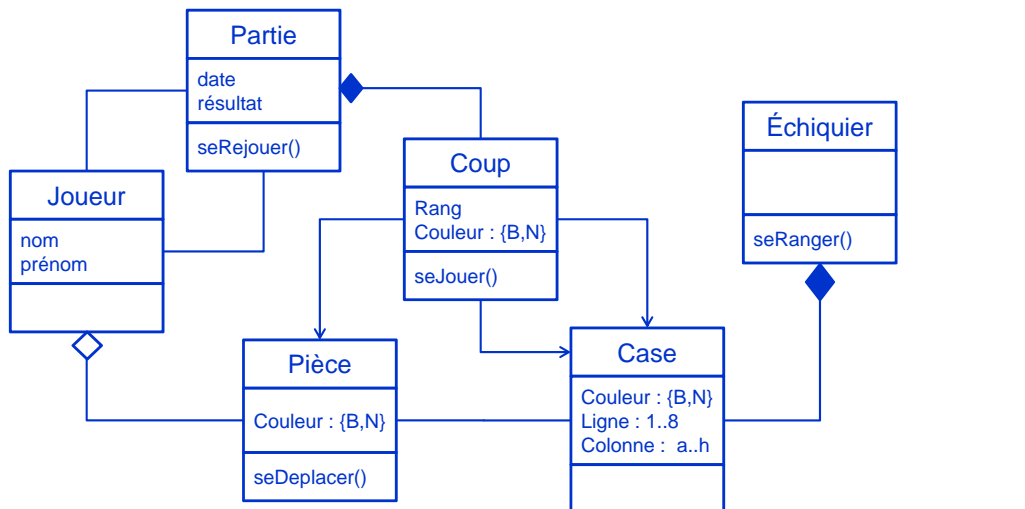 Partie
date
résultat
seRejouer()
Échiquier
seRanger()
Coup
Rang
Couleur : {B,N}
seJouer()
Joueur
nom
prénom
Pièce
Couleur : {B,N}
seDeplacer()
Case
Couleur : {B,N}
Ligne : 1..8
Colonne : a..h